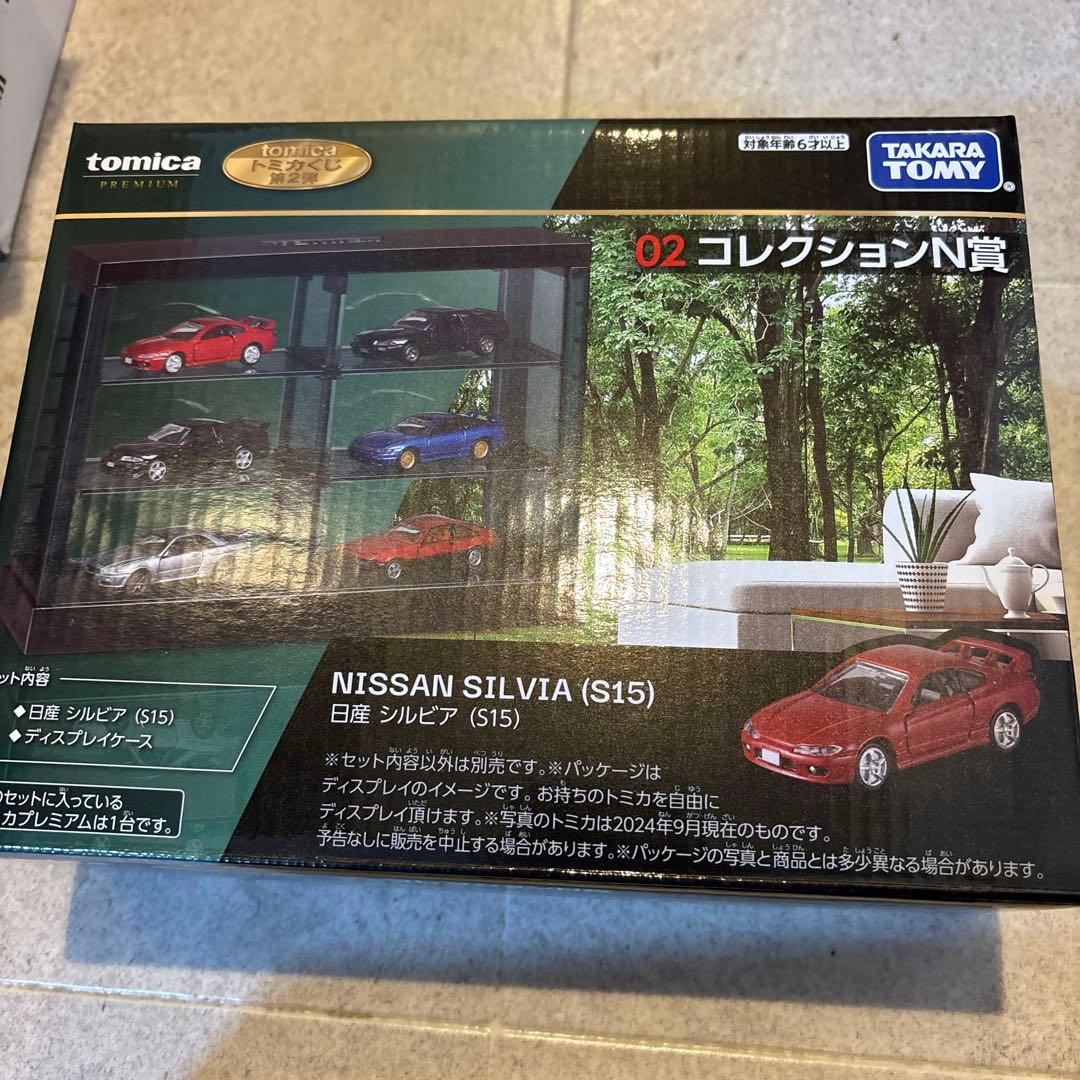 tomica
PREMIUM
tomica
トミカくじ
第2弾
対象年齢6才以上
TAKARA
TOMY
02 コレクションN賞
ット内容
◆日産 シルビア (S15)
◆ディスプレイケース
のセットに入っている
カプレミアムは1台です。
NISSAN SILVIA (S15)
日産 シルビア (S15)
※セット内容以外は別売です。※パッケージは
ディスプレイのイメージです。お持ちのトミカを自由に
ディスプレイ頂けます。※写真のトミカは2024年9月現在のものです。
予告なしに販売を中止する場合があります。※パッケージの写真と商品とは多少異なる場合があります。